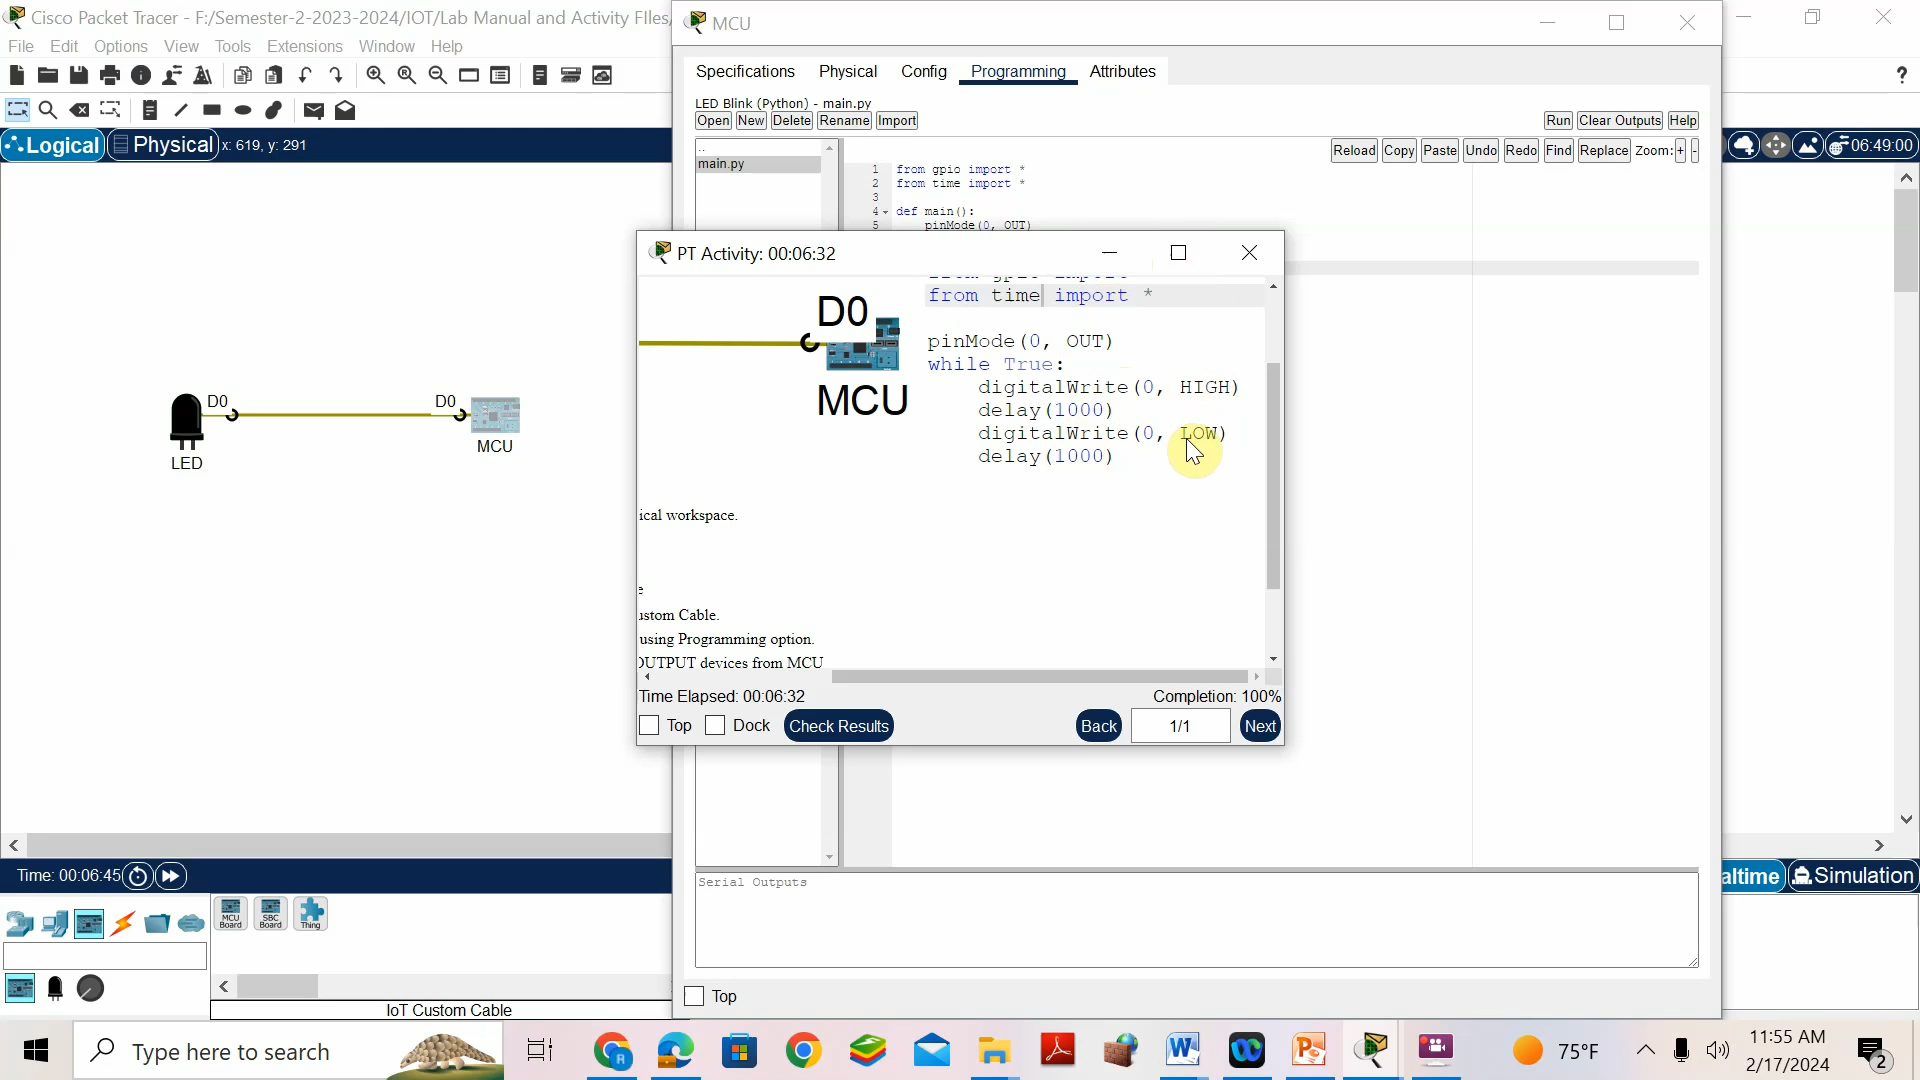 Cisco Packet Tracer - F:/Semester-2-2023-2024/IOT/Lab Manual and Activity FIles/
File Edit Options View Tools Extensions Window Help
Logical Physical x: 619, y: 291
D0 D0
LED MCU
Time: 00:06:45
MCU Board
SBC Board
Thing
IoT Custom Cable
MCU
Specifications Physical Config Programming Attributes
LED Blink (Python) - main.py
Open New Delete Rename Import
Run Clear Outputs Help
..
main.py
Reload Copy Paste Undo Redo Find Replace Zoom: + -
1 from gpio import *
2 from time import *
3
4 def main():
5 pinMode(0, OUT)
PT Activity: 00:06:32
D0
MCU
from time import *
pinMode(0, OUT)
while True:
digitalWrite(0, HIGH)
delay(1000)
digitalWrite(0, LOW)
delay(1000)
ical workspace.
ustom Cable.
using Programming option.
OUTPUT devices from MCU
Time Elapsed: 00:06:32 Completion: 100%
Top Dock Check Results Back 1/1 Next
Serial Outputs
Top
?
06:49:00
altime Simulation
Type here to search
75°F
11:55 AM
2/17/2024
2